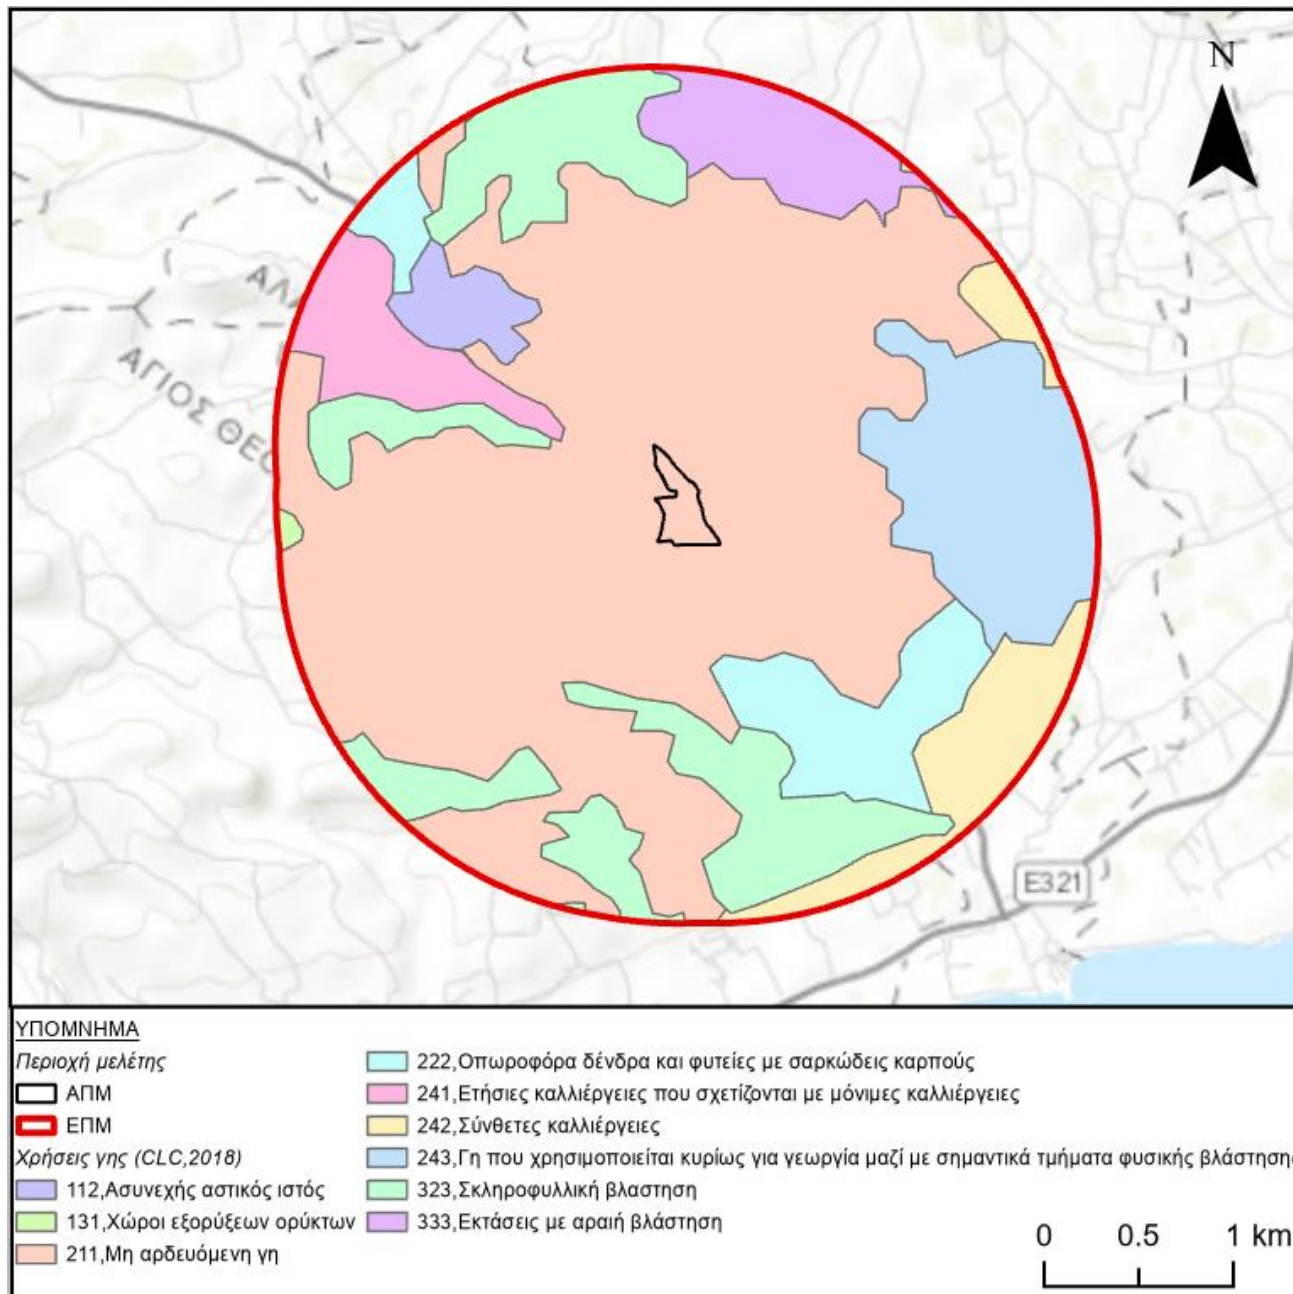 N
ΑΓΙΟΣ ΘΕΟ
E321
ΥΠΟΜΝΗΜΑ
Περιοχή μελέτης
ΑΠΜ
ΕΠΜ
Χρήσεις γης (CLC,2018)
112,Ασυνεχής αστικός ιστός
131,Χώροι εξορύξεων ορύκτων
211,Μη αρδευόμενη γη
222,Οπωροφόρα δένδρα και φυτείες με σαρκώδεις καρπούς
241,Ετήσιες καλλιέργειες που σχετίζονται με μόνιμες καλλιέργειες
242,Σύνθετες καλλιέργειες
243,Γη που χρησιμοποιείται κυρίως για γεωργία μαζί με σημαντικά τμήματα φυσικής βλάστησης
323,Σκληροφυλλική βλαστηση
333,Εκτάσεις με αραιή βλάστηση
0 0.5 1 km